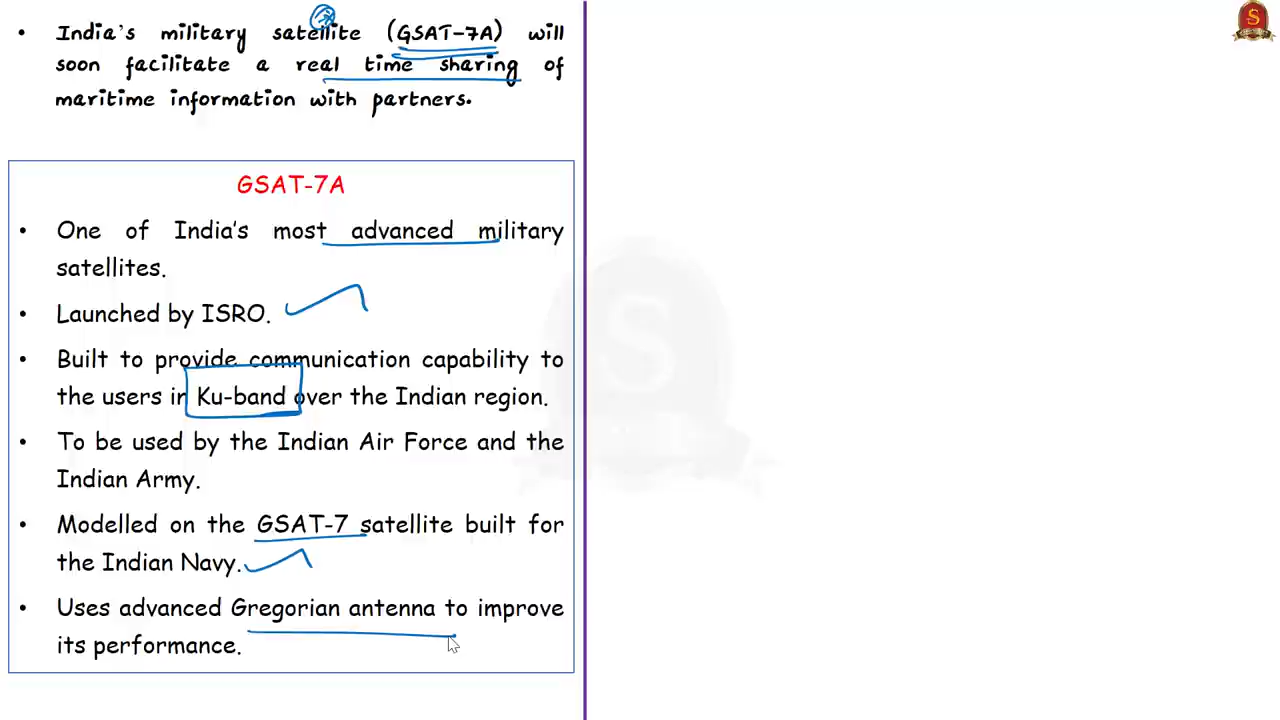 • India's military satellite (GSAT-7A) will
soon facilitate a real time sharing of
maritime information with partners.
GSAT-7A
• One of India's most advanced military
satellites.
• Launched by ISRO.
• Built to provide communication capability to
the users in Ku-band over the Indian region.
• To be used by the Indian Air Force and the
Indian Army.
• Modelled on the GSAT-7 satellite built for
the Indian Navy.
• Uses advanced Gregorian antenna to improve
its performance.
S
S